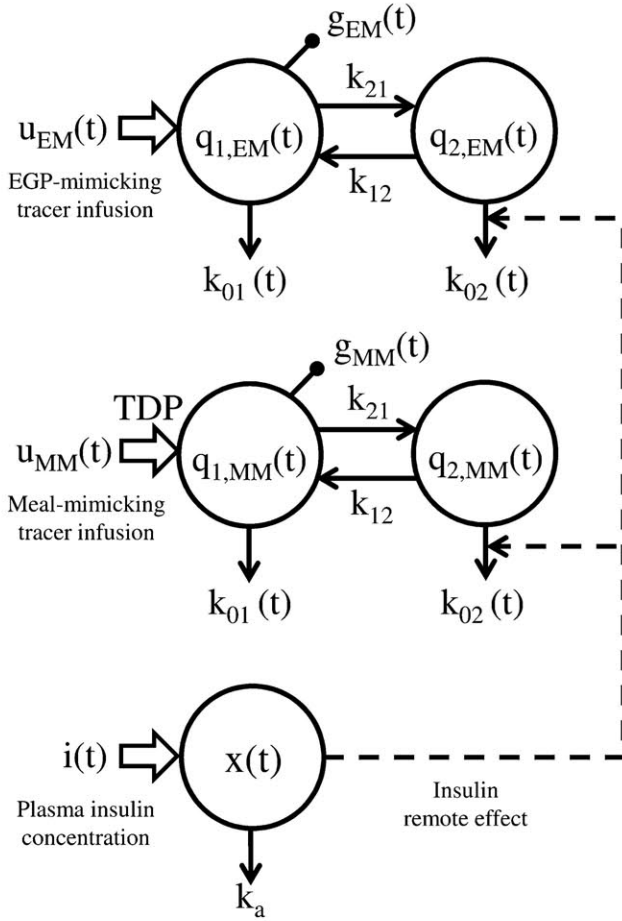 g_EM(t)
k_21
u_EM(t)
q_1,EM(t)
q_2,EM(t)
EGP-mimicking
tracer infusion
k_12
k_01 (t)
k_02 (t)
g_MM(t)
TDP
k_21
u_MM(t)
q_1,MM(t)
q_2,MM(t)
Meal-mimicking
tracer infusion
k_12
k_01 (t)
k_02 (t)
i(t)
x(t)
Plasma insulin
concentration
Insulin
remote effect
k_a